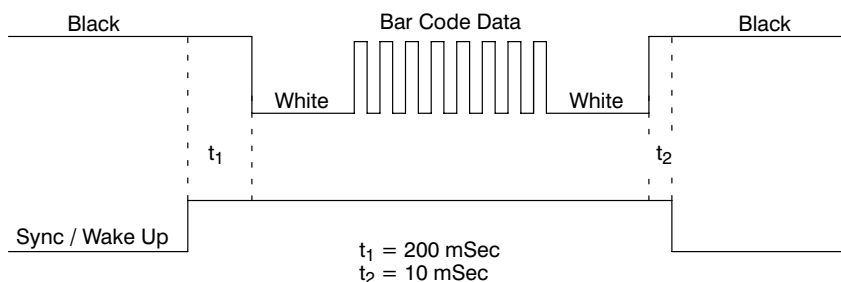 Black
Bar Code Data
Black
White
White
t1
t2
Sync / Wake Up
t1 = 200 mSec
t2 = 10 mSec